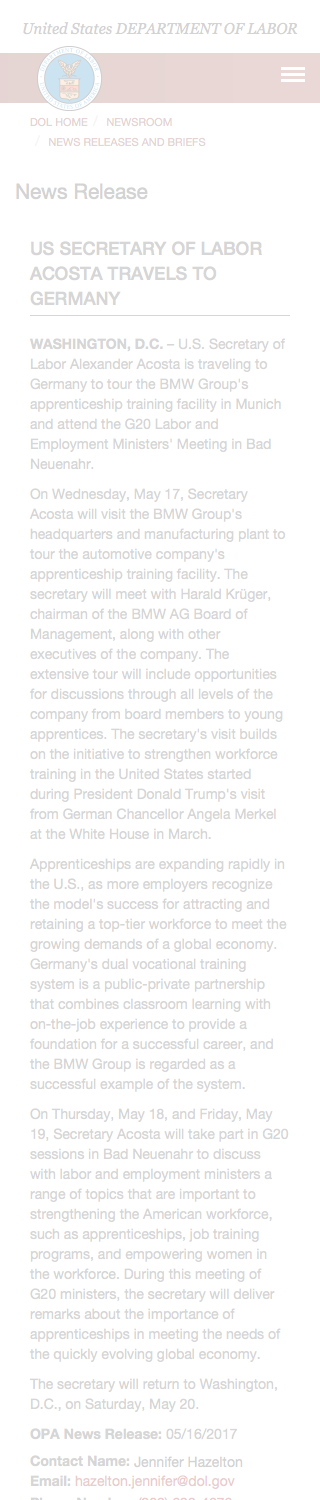 United States DEPARTMENT OF LABOR
DOL HOME / NEWSROOM
/ NEWS RELEASES AND BRIEFS
News Release
US SECRETARY OF LABOR
ACOSTA TRAVELS TO
GERMANY
WASHINGTON, D.C. – U.S. Secretary of
Labor Alexander Acosta is traveling to
Germany to tour the BMW Group's
apprenticeship training facility in Munich
and attend the G20 Labor and
Employment Ministers' Meeting in Bad
Neuenahr.
On Wednesday, May 17, Secretary
Acosta will visit the BMW Group's
headquarters and manufacturing plant to
tour the automotive company's
apprenticeship training facility. The
secretary will meet with Harald Krüger,
chairman of the BMW AG Board of
Management, along with other
executives of the company. The
extensive tour will include opportunities
for discussions through all levels of the
company from board members to young
apprentices. The secretary's visit builds
on the initiative to strengthen workforce
training in the United States started
during President Donald Trump's visit
from German Chancellor Angela Merkel
at the White House in March.
Apprenticeships are expanding rapidly in
the U.S., as more employers recognize
the model's success for attracting and
retaining a top-tier workforce to meet the
growing demands of a global economy.
Germany's dual vocational training
system is a public-private partnership
that combines classroom learning with
on-the-job experience to provide a
foundation for a successful career, and
the BMW Group is regarded as a
successful example of the system.
On Thursday, May 18, and Friday, May
19, Secretary Acosta will take part in G20
sessions in Bad Neuenahr to discuss
with labor and employment ministers a
range of topics that are important to
strengthening the American workforce,
such as apprenticeships, job training
programs, and empowering women in
the workforce. During this meeting of
G20 ministers, the secretary will deliver
remarks about the importance of
apprenticeships in meeting the needs of
the quickly evolving global economy.
The secretary will return to Washington,
D.C., on Saturday, May 20.
OPA News Release: 05/16/2017
Contact Name: Jennifer Hazelton
Email: hazelton.jennifer@dol.gov